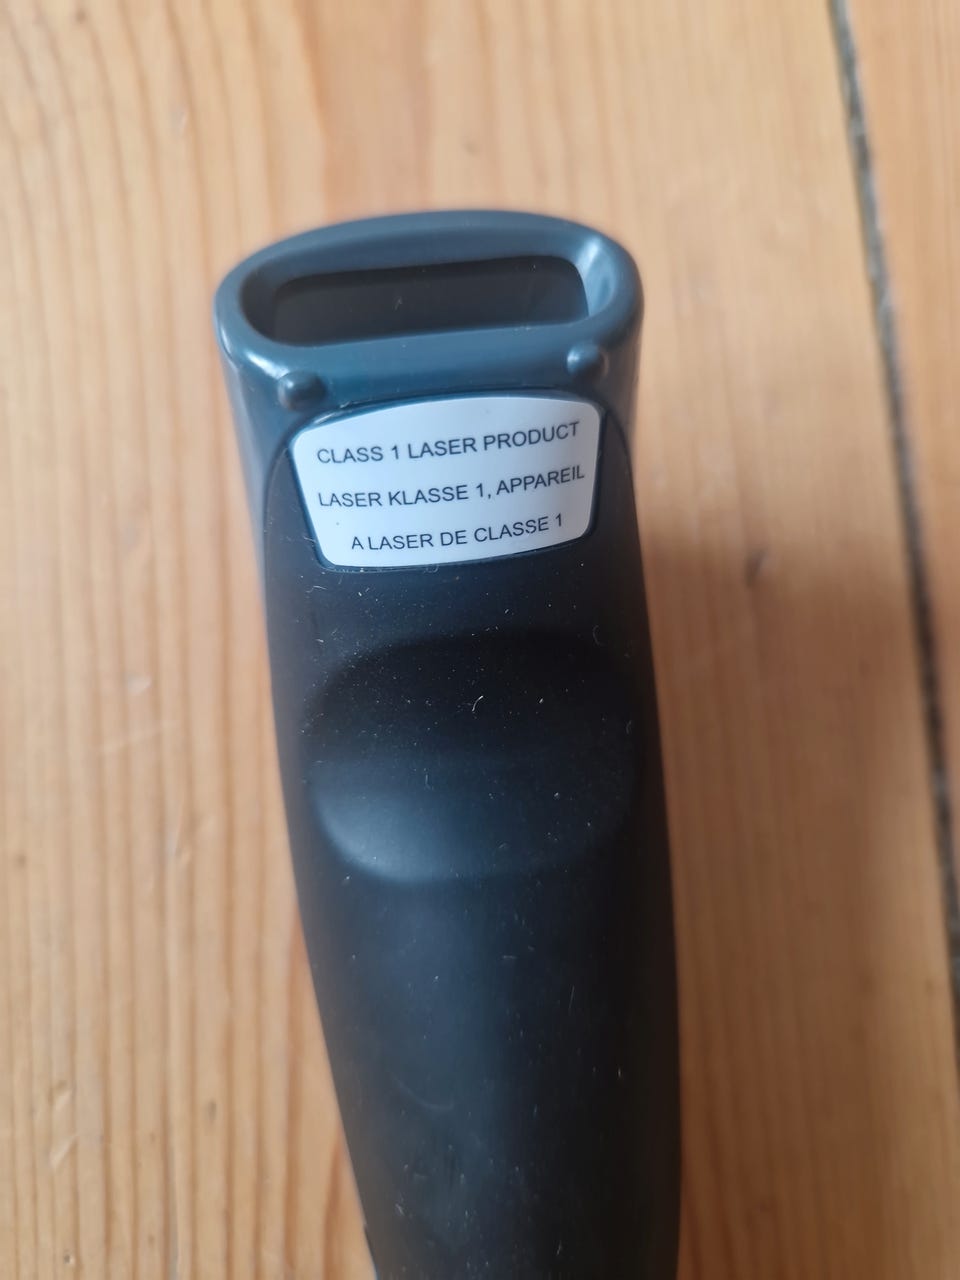 CLASS 1 LASER PRODUCT
LASER KLASSE 1, APPAREIL
A LASER DE CLASSE 1